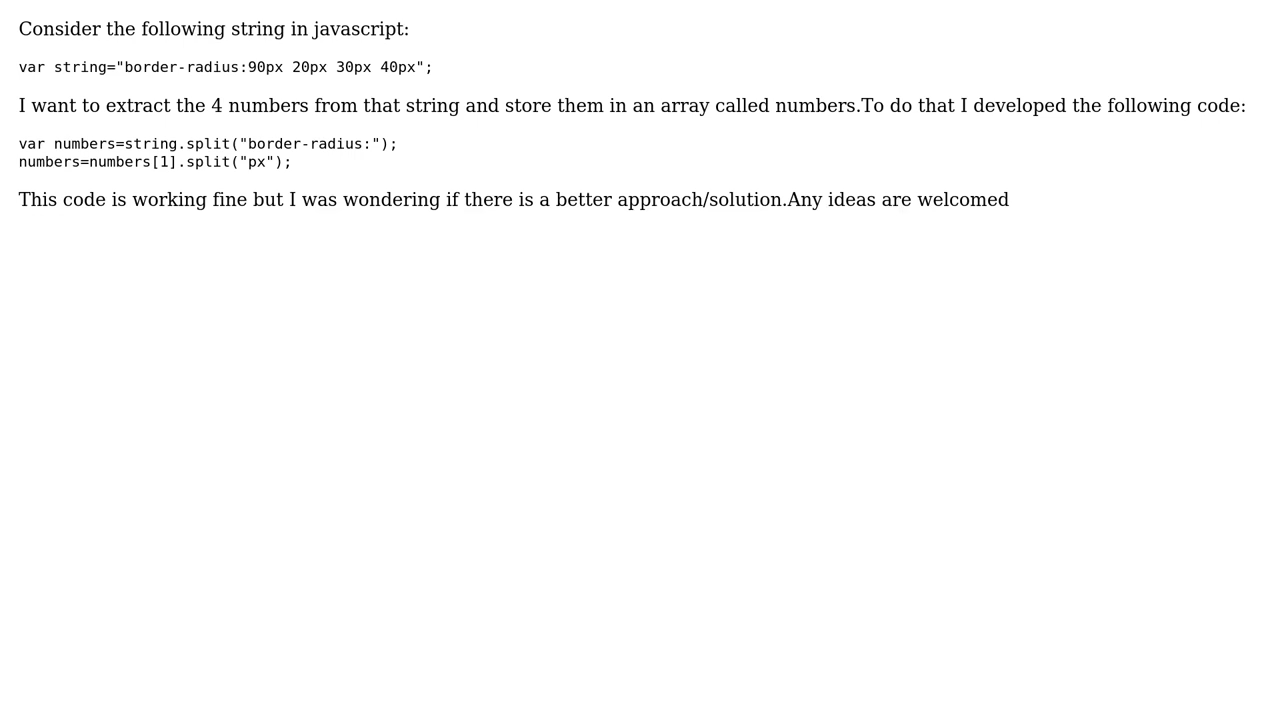 Consider the following string in javascript:
var string="border-radius:90px 20px 30px 40px";
I want to extract the 4 numbers from that string and store them in an array called numbers.To do that I developed the following code:
var numbers=string.split("border-radius:");
numbers=numbers[1].split("px");
This code is working fine but I was wondering if there is a better approach/solution.Any ideas are welcomed